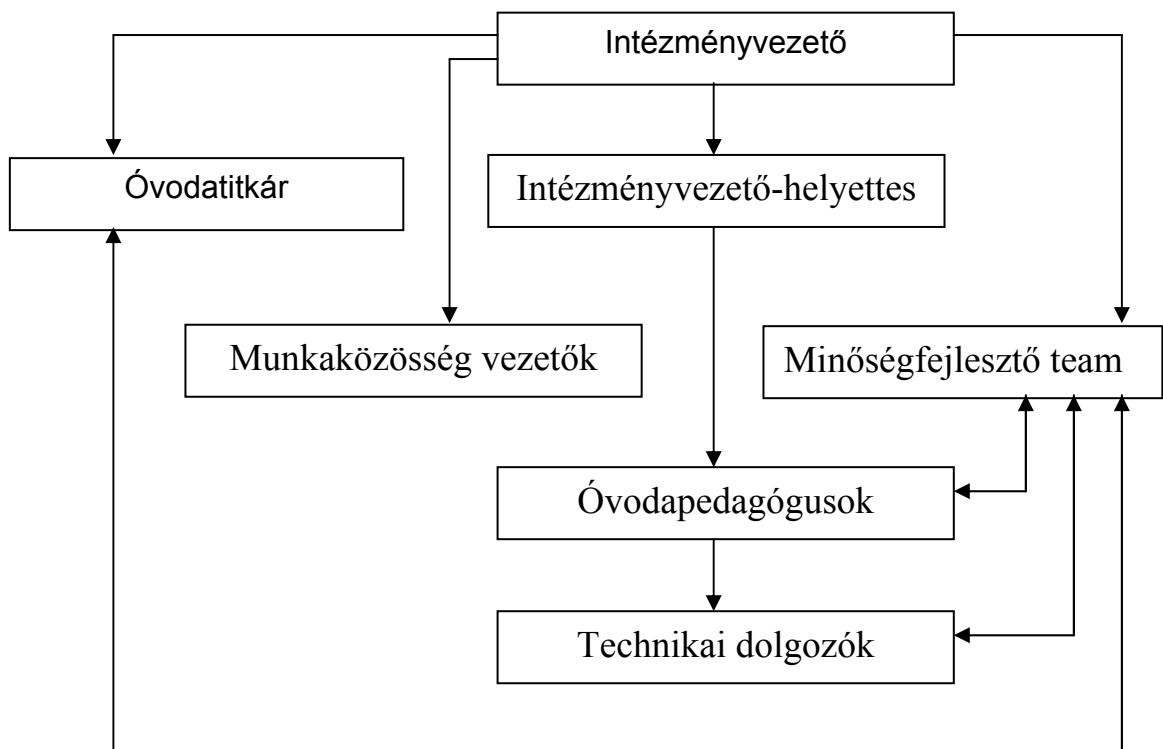 Intézményvezető
Óvodatitkár
Intézményvezető-helyettes
Munkaközösség vezetők
Minőségfejlesztő team
Óvodapedagógusok
Technikai dolgozók